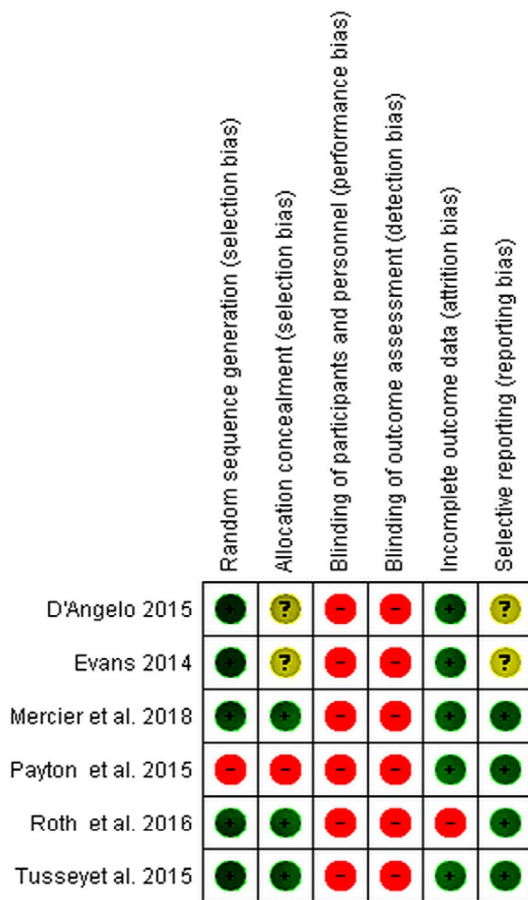 Random sequence generation (selection bias)
Allocation concealment (selection bias)
Blinding of participants and personnel (performance bias)
Blinding of outcome assessment (detection bias)
Incomplete outcome data (attrition bias)
Selective reporting (reporting bias)
D'Angelo 2015 + ? - - + ?
Evans 2014 + ? - - + ?
Mercier et al. 2018 + + - - + +
Payton et al. 2015 - - - - + +
Roth et al. 2016 + + - - - +
Tusseyet al. 2015 + + - - + +